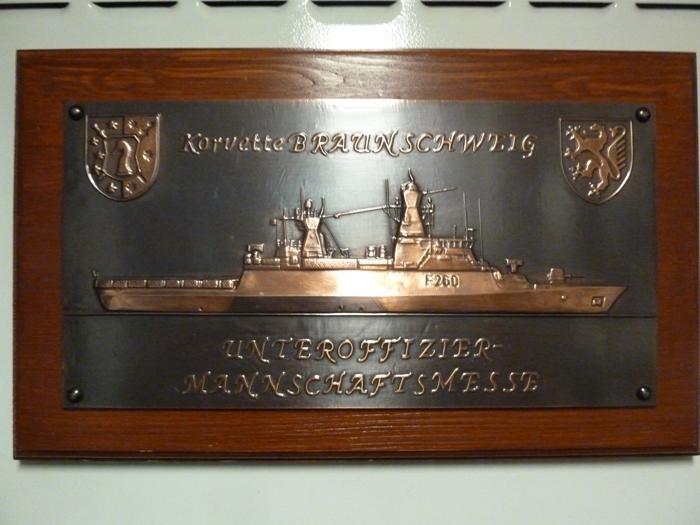 Korvette BRAUNSCHWEIG
F260
UNTEROFFIZIER-
MANNSCHAFTSMESSE